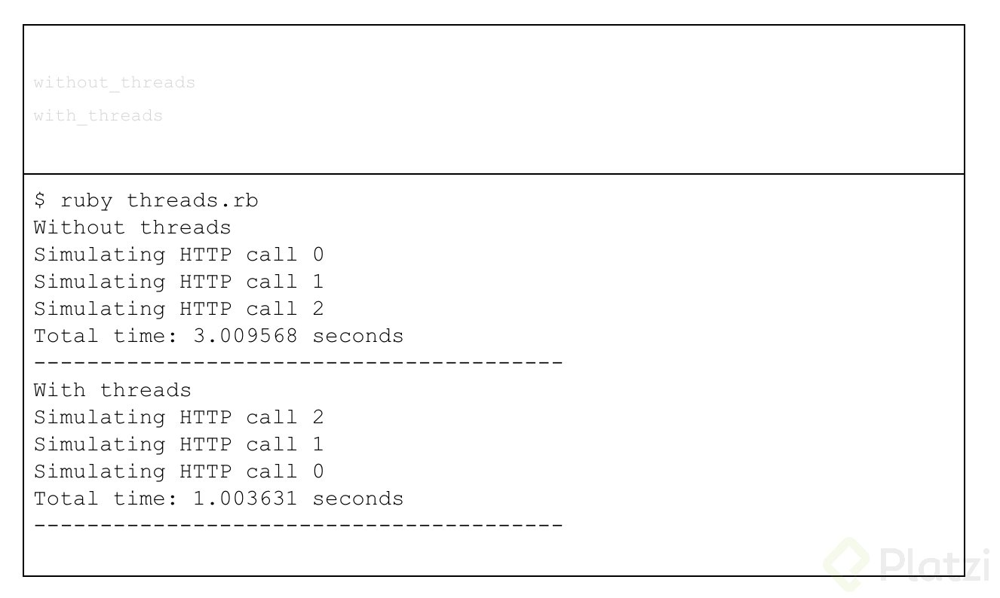 without_threads
with_threads
$ ruby threads.rb
Without threads
Simulating HTTP call 0
Simulating HTTP call 1
Simulating HTTP call 2
Total time: 3.009568 seconds
----------------------------------------
With threads
Simulating HTTP call 2
Simulating HTTP call 1
Simulating HTTP call 0
Total time: 1.003631 seconds
----------------------------------------
Platzi